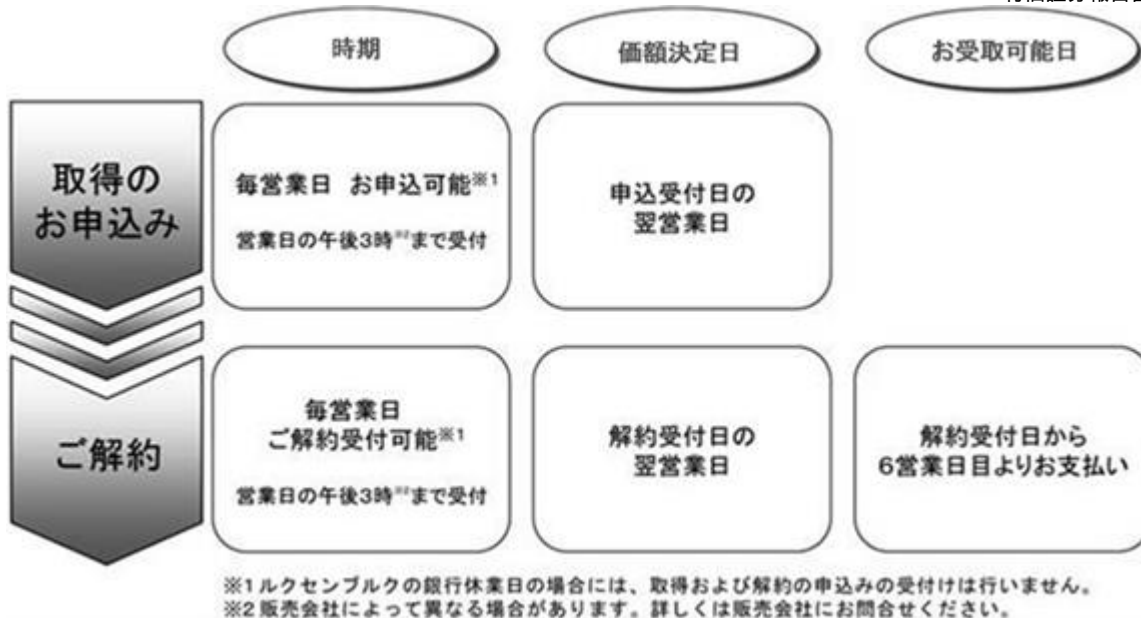 時期
価額決定日
お受取可能日
取得の
お申込み
毎営業日 お申込可能※1
営業日の午後3時※2まで受付
申込受付日の
翌営業日
ご解約
毎営業日
ご解約受付可能※1
営業日の午後3時※2まで受付
解約受付日の
翌営業日
解約受付日から
6営業日目よりお支払い
※1 ルクセンブルクの銀行休業日の場合には、取得および解約の申込みの受付けは行いません。
※2 販売会社によって異なる場合があります。詳しくは販売会社にお問合せください。